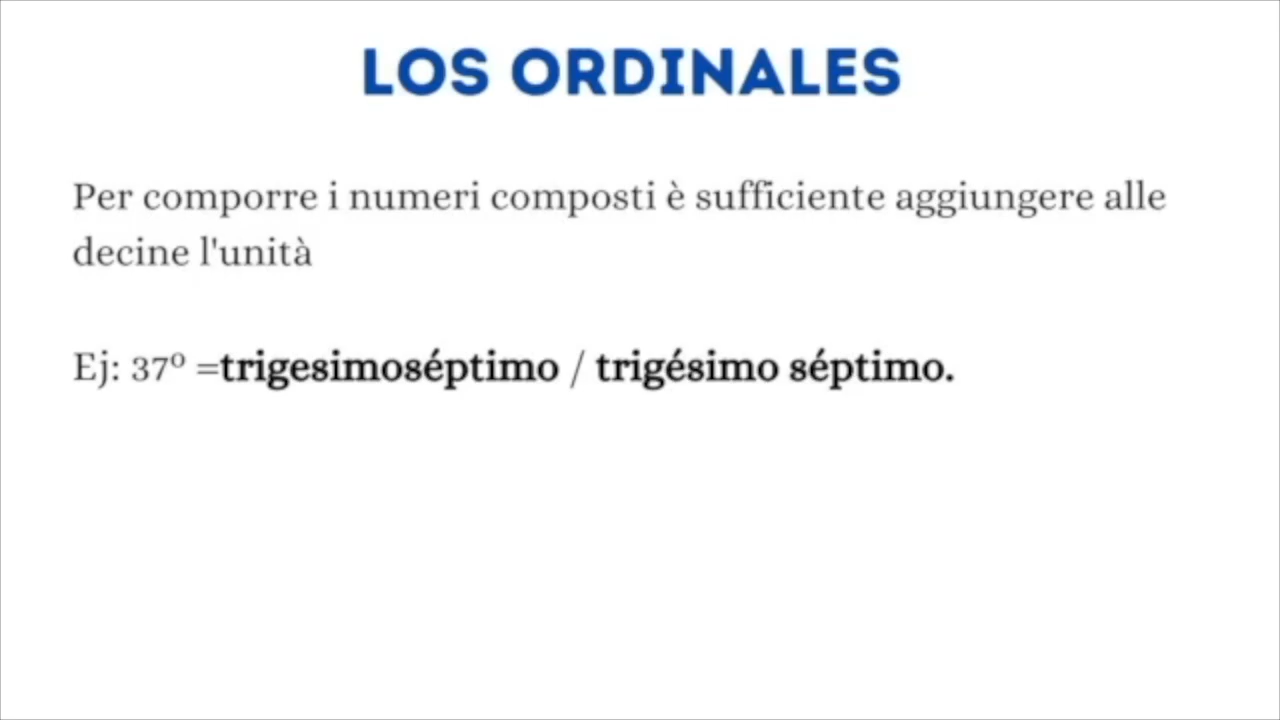 LOS ORDINALES
Per comporre i numeri composti è sufficiente aggiungere alle
decine l'unità
Ej: 37º =trigesimoséptimo / trigésimo séptimo.